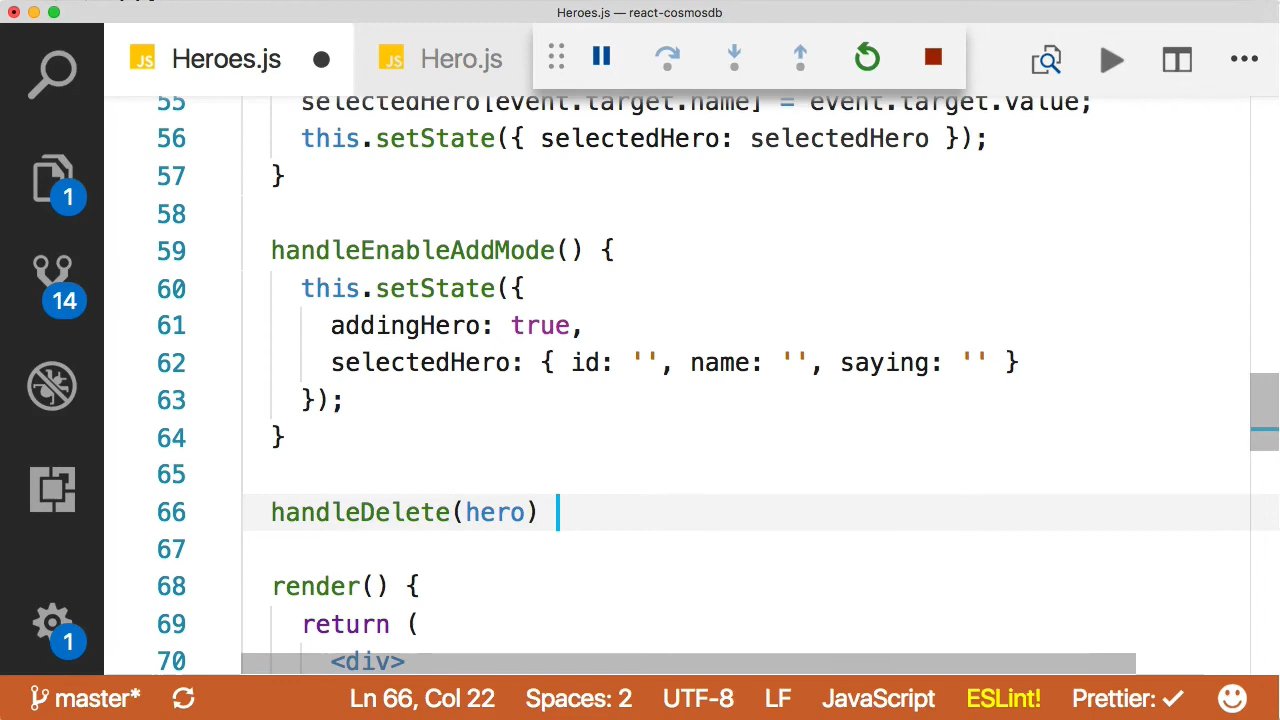 Heroes.js — react-cosmosdb
JS Heroes.js ● JS Hero.js
55 selectedHero[event.target.name] = event.target.value;
56 this.setState({ selectedHero: selectedHero });
57 }
58
59 handleEnableAddMode() {
60 this.setState({
61 addingHero: true,
62 selectedHero: { id: '', name: '', saying: '' }
63 });
64 }
65
66 handleDelete(hero)
67
68 render() {
69 return (
70 <div>
1
14
1
master* Ln 66, Col 22 Spaces: 2 UTF-8 LF JavaScript ESLint! Prettier: ✓